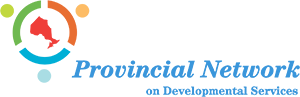 Provincial Network
on Developmental Services